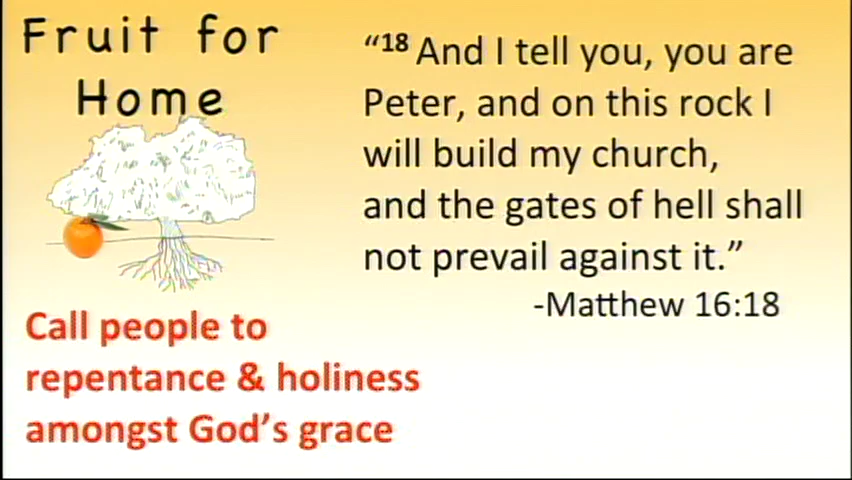 Fruit for
Home
“18 And I tell you, you are
Peter, and on this rock I
will build my church,
and the gates of hell shall
not prevail against it.”
-Matthew 16:18
Call people to
repentance & holiness
amongst God’s grace